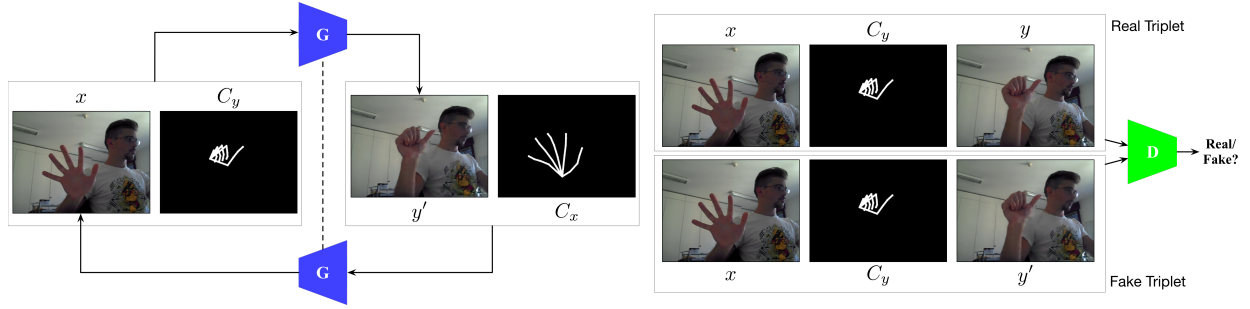 G
x
C_y
y′
C_x
G
x
C_y
y
Real Triplet
D
Real/
Fake?
x
C_y
y′
Fake Triplet